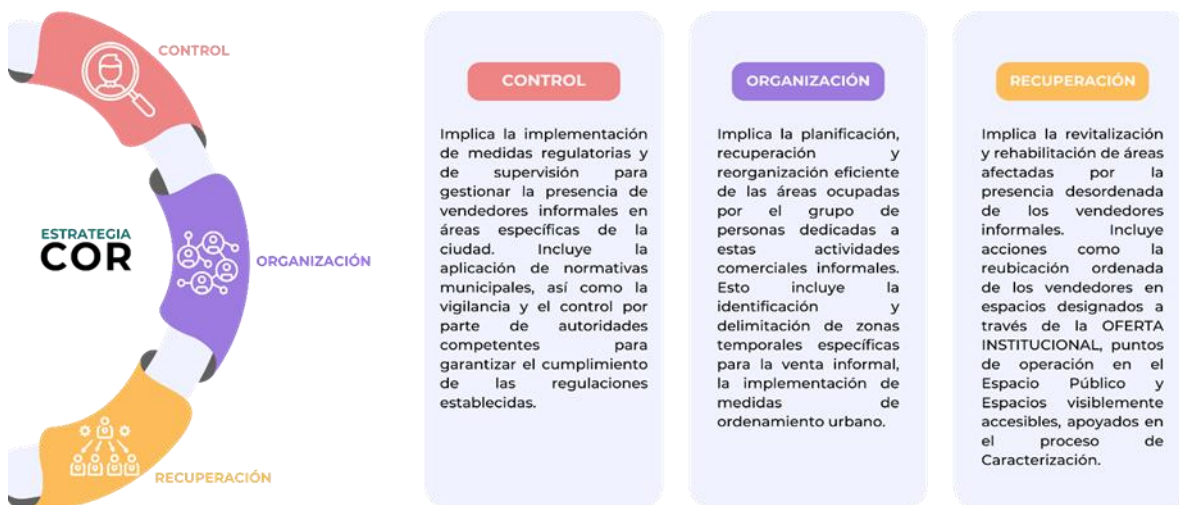 CONTROL
ESTRATEGIA
COR
ORGANIZACIÓN
RECUPERACIÓN
CONTROL
Implica la implementación
de medidas regulatorias y
de supervisión para
gestionar la presencia de
vendedores informales en
áreas específicas de la
ciudad. Incluye la
aplicación de normativas
municipales, así como la
vigilancia y el control por
parte de autoridades
competentes para
garantizar el cumplimiento
de las regulaciones
establecidas.
ORGANIZACIÓN
Implica la planificación,
recuperación y
reorganización eficiente
de las áreas ocupadas
por el grupo de
personas dedicadas a
estas actividades
comerciales informales.
Esto incluye la
identificación y
delimitación de zonas
temporales específicas
para la venta informal,
la implementación de
medidas de
ordenamiento urbano.
RECUPERACIÓN
Implica la revitalización
y rehabilitación de áreas
afectadas por la
presencia desordenada
de los vendedores
informales. Incluye
acciones como la
reubicación ordenada
de los vendedores en
espacios designados a
través de la OFERTA
INSTITUCIONAL, puntos
de operación en el
Espacio Público y
Espacios visiblemente
accesibles, apoyados en
el proceso de
Caracterización.